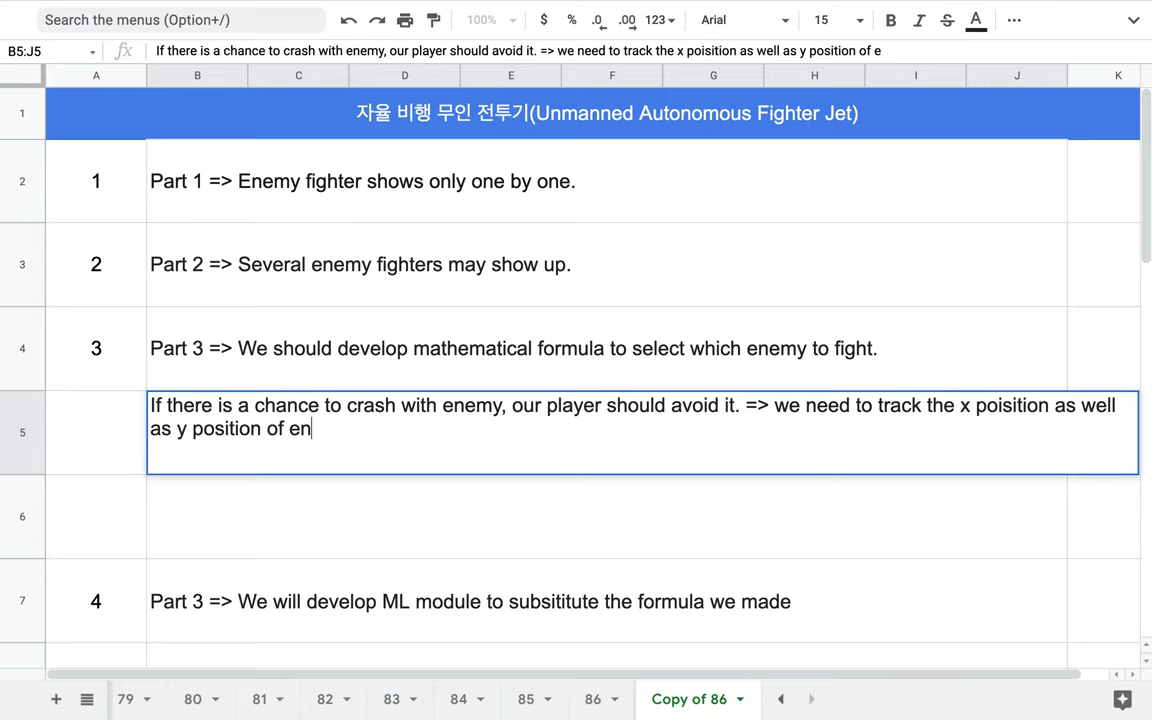 Search the menus (Option+/)
100%
$ % .0 .00 123 Arial 15 B I S A
B5:J5 fx If there is a chance to crash with enemy, our player should avoid it. => we need to track the x poisition as well as y position of e
A B C D E F G H I J K
1 자율 비행 무인 전투기(Unmanned Autonomous Fighter Jet)
2 1 Part 1 => Enemy fighter shows only one by one.
3 2 Part 2 => Several enemy fighters may show up.
4 3 Part 3 => We should develop mathematical formula to select which enemy to fight.
If there is a chance to crash with enemy, our player should avoid it. => we need to track the x poisition as well
5 as y position of en
6
7 4 Part 3 => We will develop ML module to subsititute the formula we made
79 80 81 82 83 84 85 86 Copy of 86